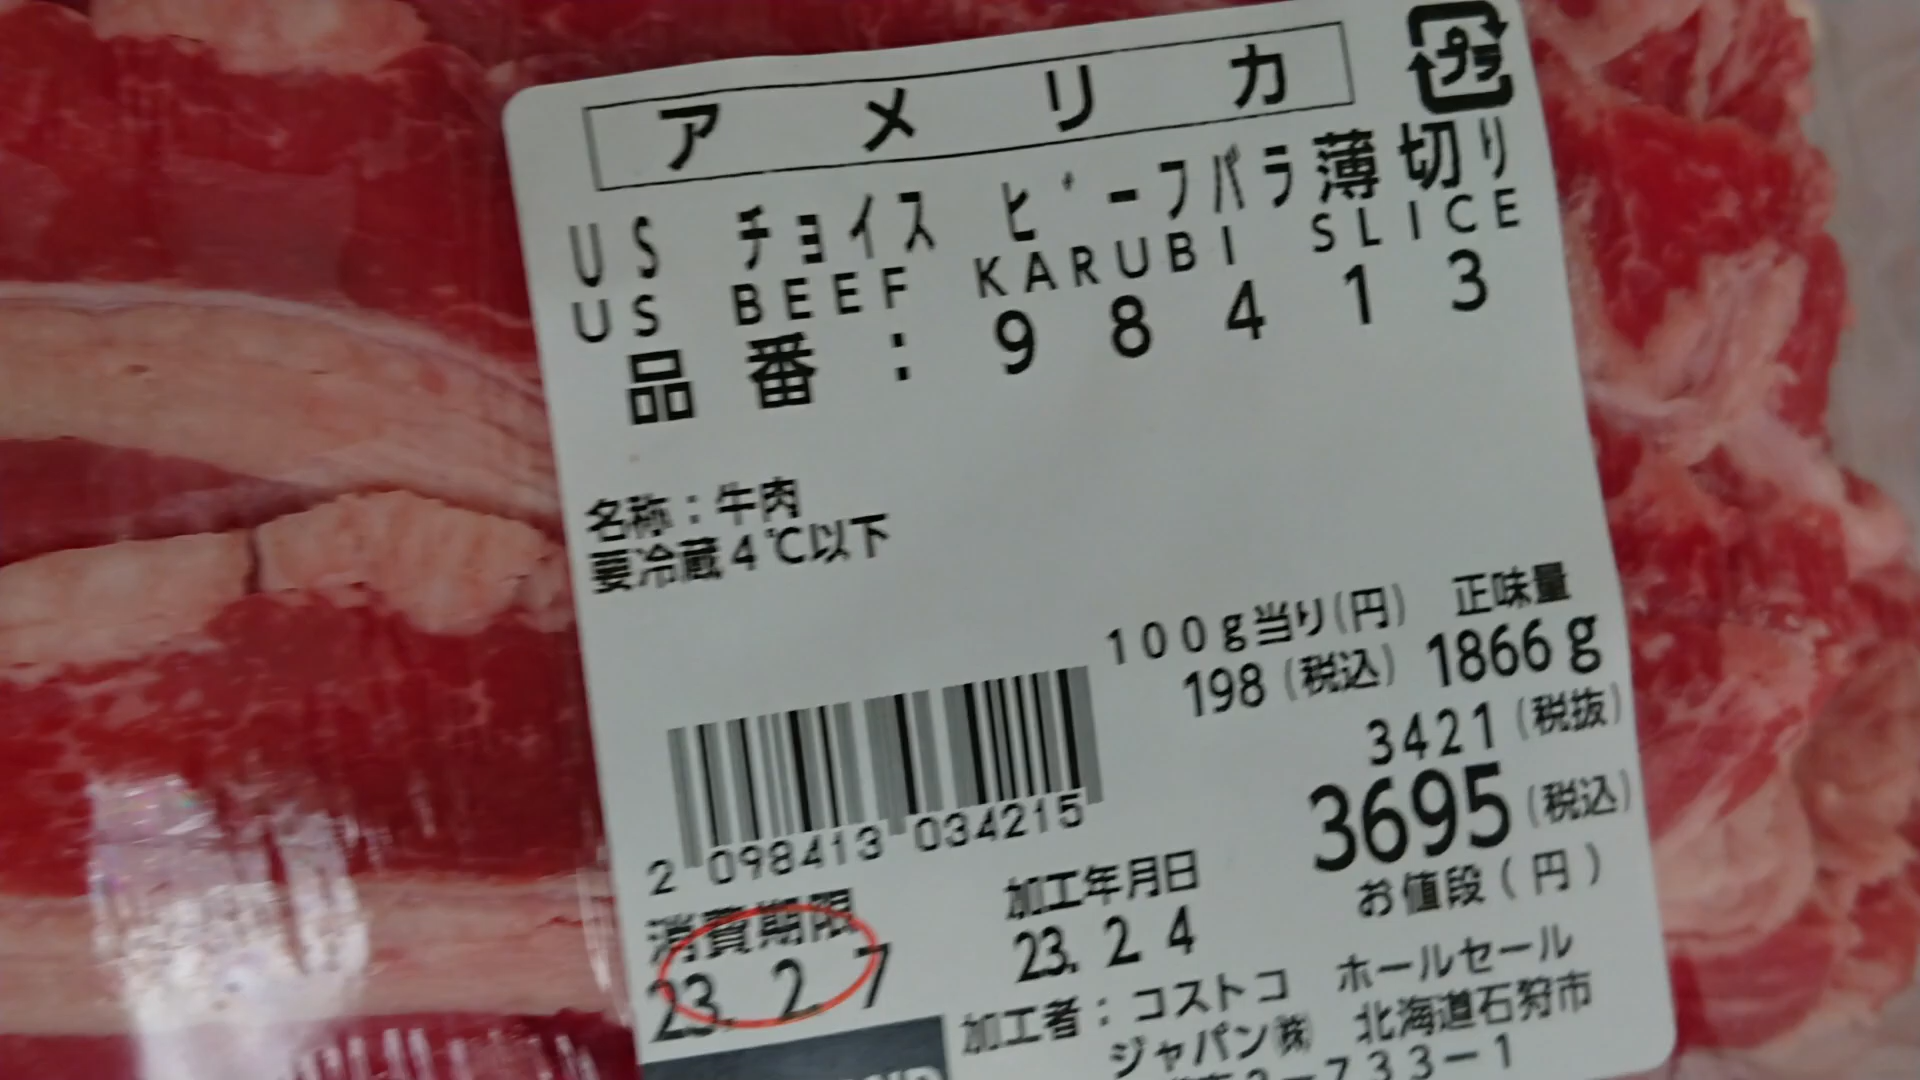 アメリカ
プラ
US チョイス ビーフバラ薄切り
US BEEF KARUBI SLICE
品番:98413
名称:牛肉
要冷蔵4℃以下
100g当り(円) 正味量
198(税込) 1866g
3421(税抜)
3695(税込)
お値段(円)
2 098413 034215
消費期限 加工年月日
23. 2. 7 23. 2 4
加工者:コストコ ホールセール
ジャパン㈱ 北海道石狩市
733-1